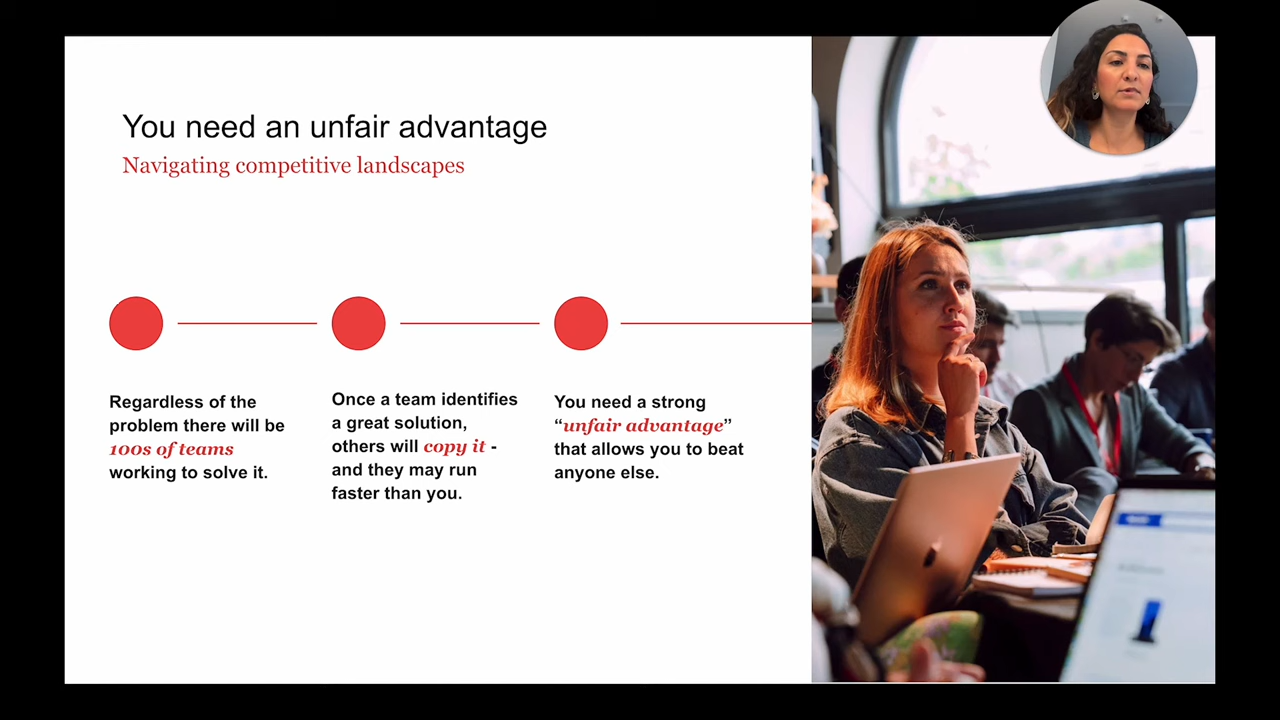 You need an unfair advantage
Navigating competitive landscapes
Regardless of the
problem there will be
100s of teams
working to solve it.
Once a team identifies
a great solution,
others will copy it -
and they may run
faster than you.
You need a strong
“unfair advantage”
that allows you to beat
anyone else.